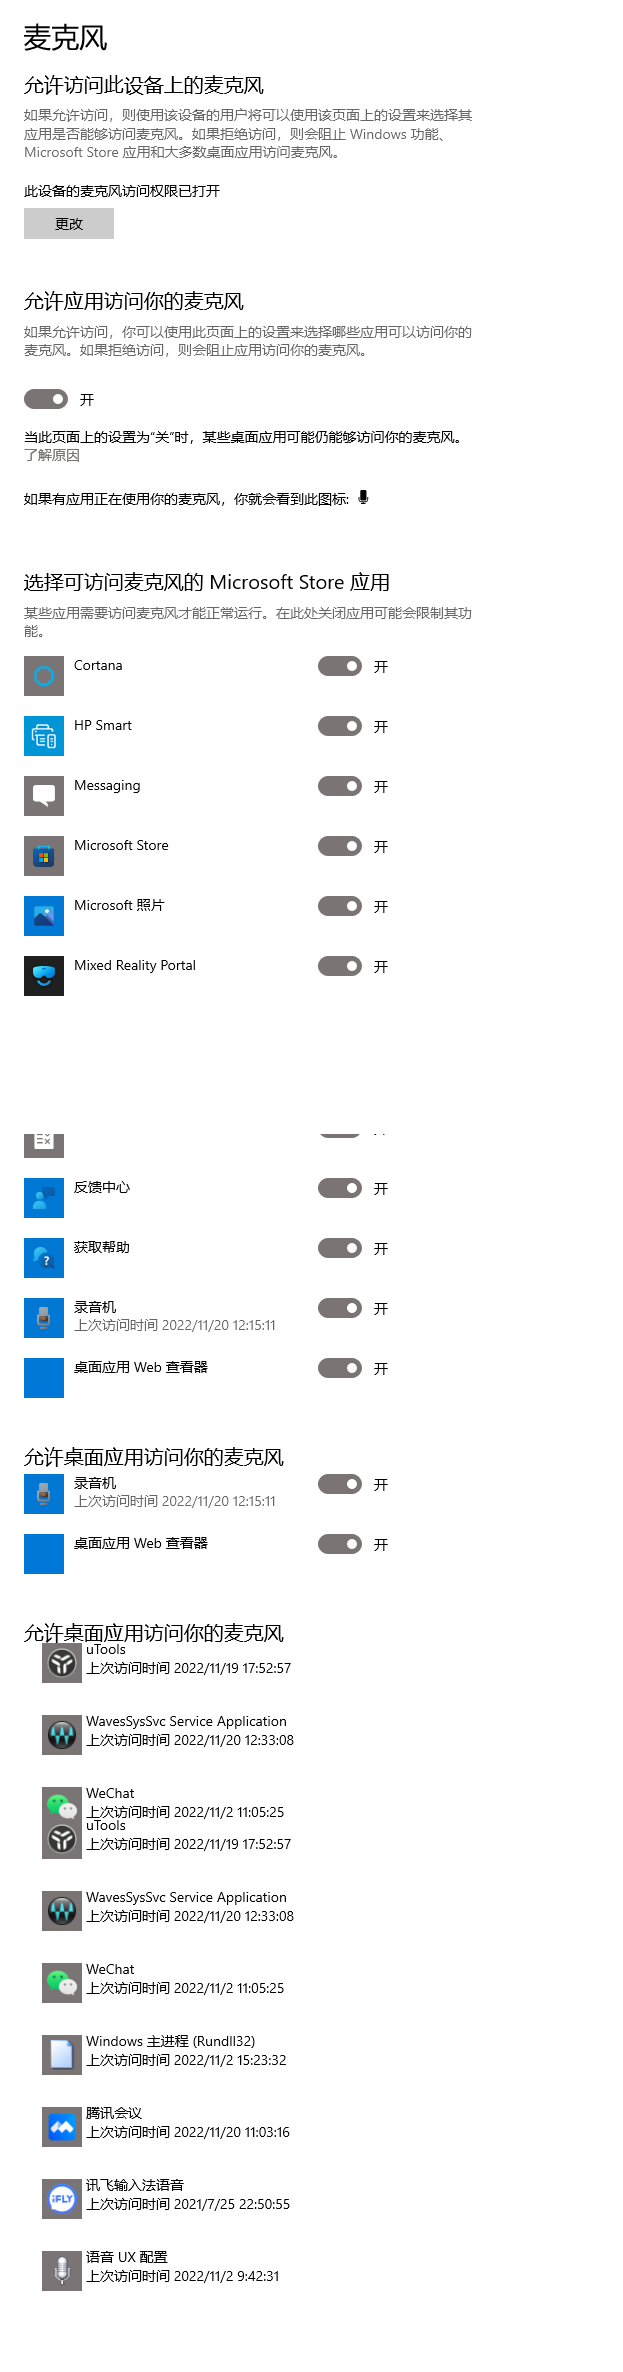 麦克风
允许访问此设备上的麦克风
如果允许访问，则使用该设备的用户将可以使用该页面上的设置来选择其
应用是否能够访问麦克风。如果拒绝访问，则会阻止 Windows 功能、
Microsoft Store 应用和大多数桌面应用访问麦克风。
此设备的麦克风访问权限已打开
更改
允许应用访问你的麦克风
如果允许访问，你可以使用此页面上的设置来选择哪些应用可以访问你的
麦克风。如果拒绝访问，则会阻止应用访问你的麦克风。
开
当此页面上的设置为“关”时，某些桌面应用可能仍能够访问你的麦克风。
了解原因
如果有应用正在使用你的麦克风，你就会看到此图标:
选择可访问麦克风的 Microsoft Store 应用
某些应用需要访问麦克风才能正常运行。在此处关闭应用可能会限制其功
能。
Cortana 开
HP Smart 开
Messaging 开
Microsoft Store 开
Microsoft 照片 开
Mixed Reality Portal 开
反馈中心 开
获取帮助 开
录音机 开
上次访问时间 2022/11/20 12:15:11
桌面应用 Web 查看器 开
允许桌面应用访问你的麦克风
录音机 开
上次访问时间 2022/11/20 12:15:11
桌面应用 Web 查看器 开
允许桌面应用访问你的麦克风
uTools
上次访问时间 2022/11/19 17:52:57
WavesSysSvc Service Application
上次访问时间 2022/11/20 12:33:08
WeChat
上次访问时间 2022/11/2 11:05:25
uTools
上次访问时间 2022/11/19 17:52:57
WavesSysSvc Service Application
上次访问时间 2022/11/20 12:33:08
WeChat
上次访问时间 2022/11/2 11:05:25
Windows 主进程 (Rundll32)
上次访问时间 2022/11/2 15:23:32
腾讯会议
上次访问时间 2022/11/20 11:03:16
iFLY
讯飞输入法语音
上次访问时间 2021/7/25 22:50:55
语音 UX 配置
上次访问时间 2022/11/2 9:42:31